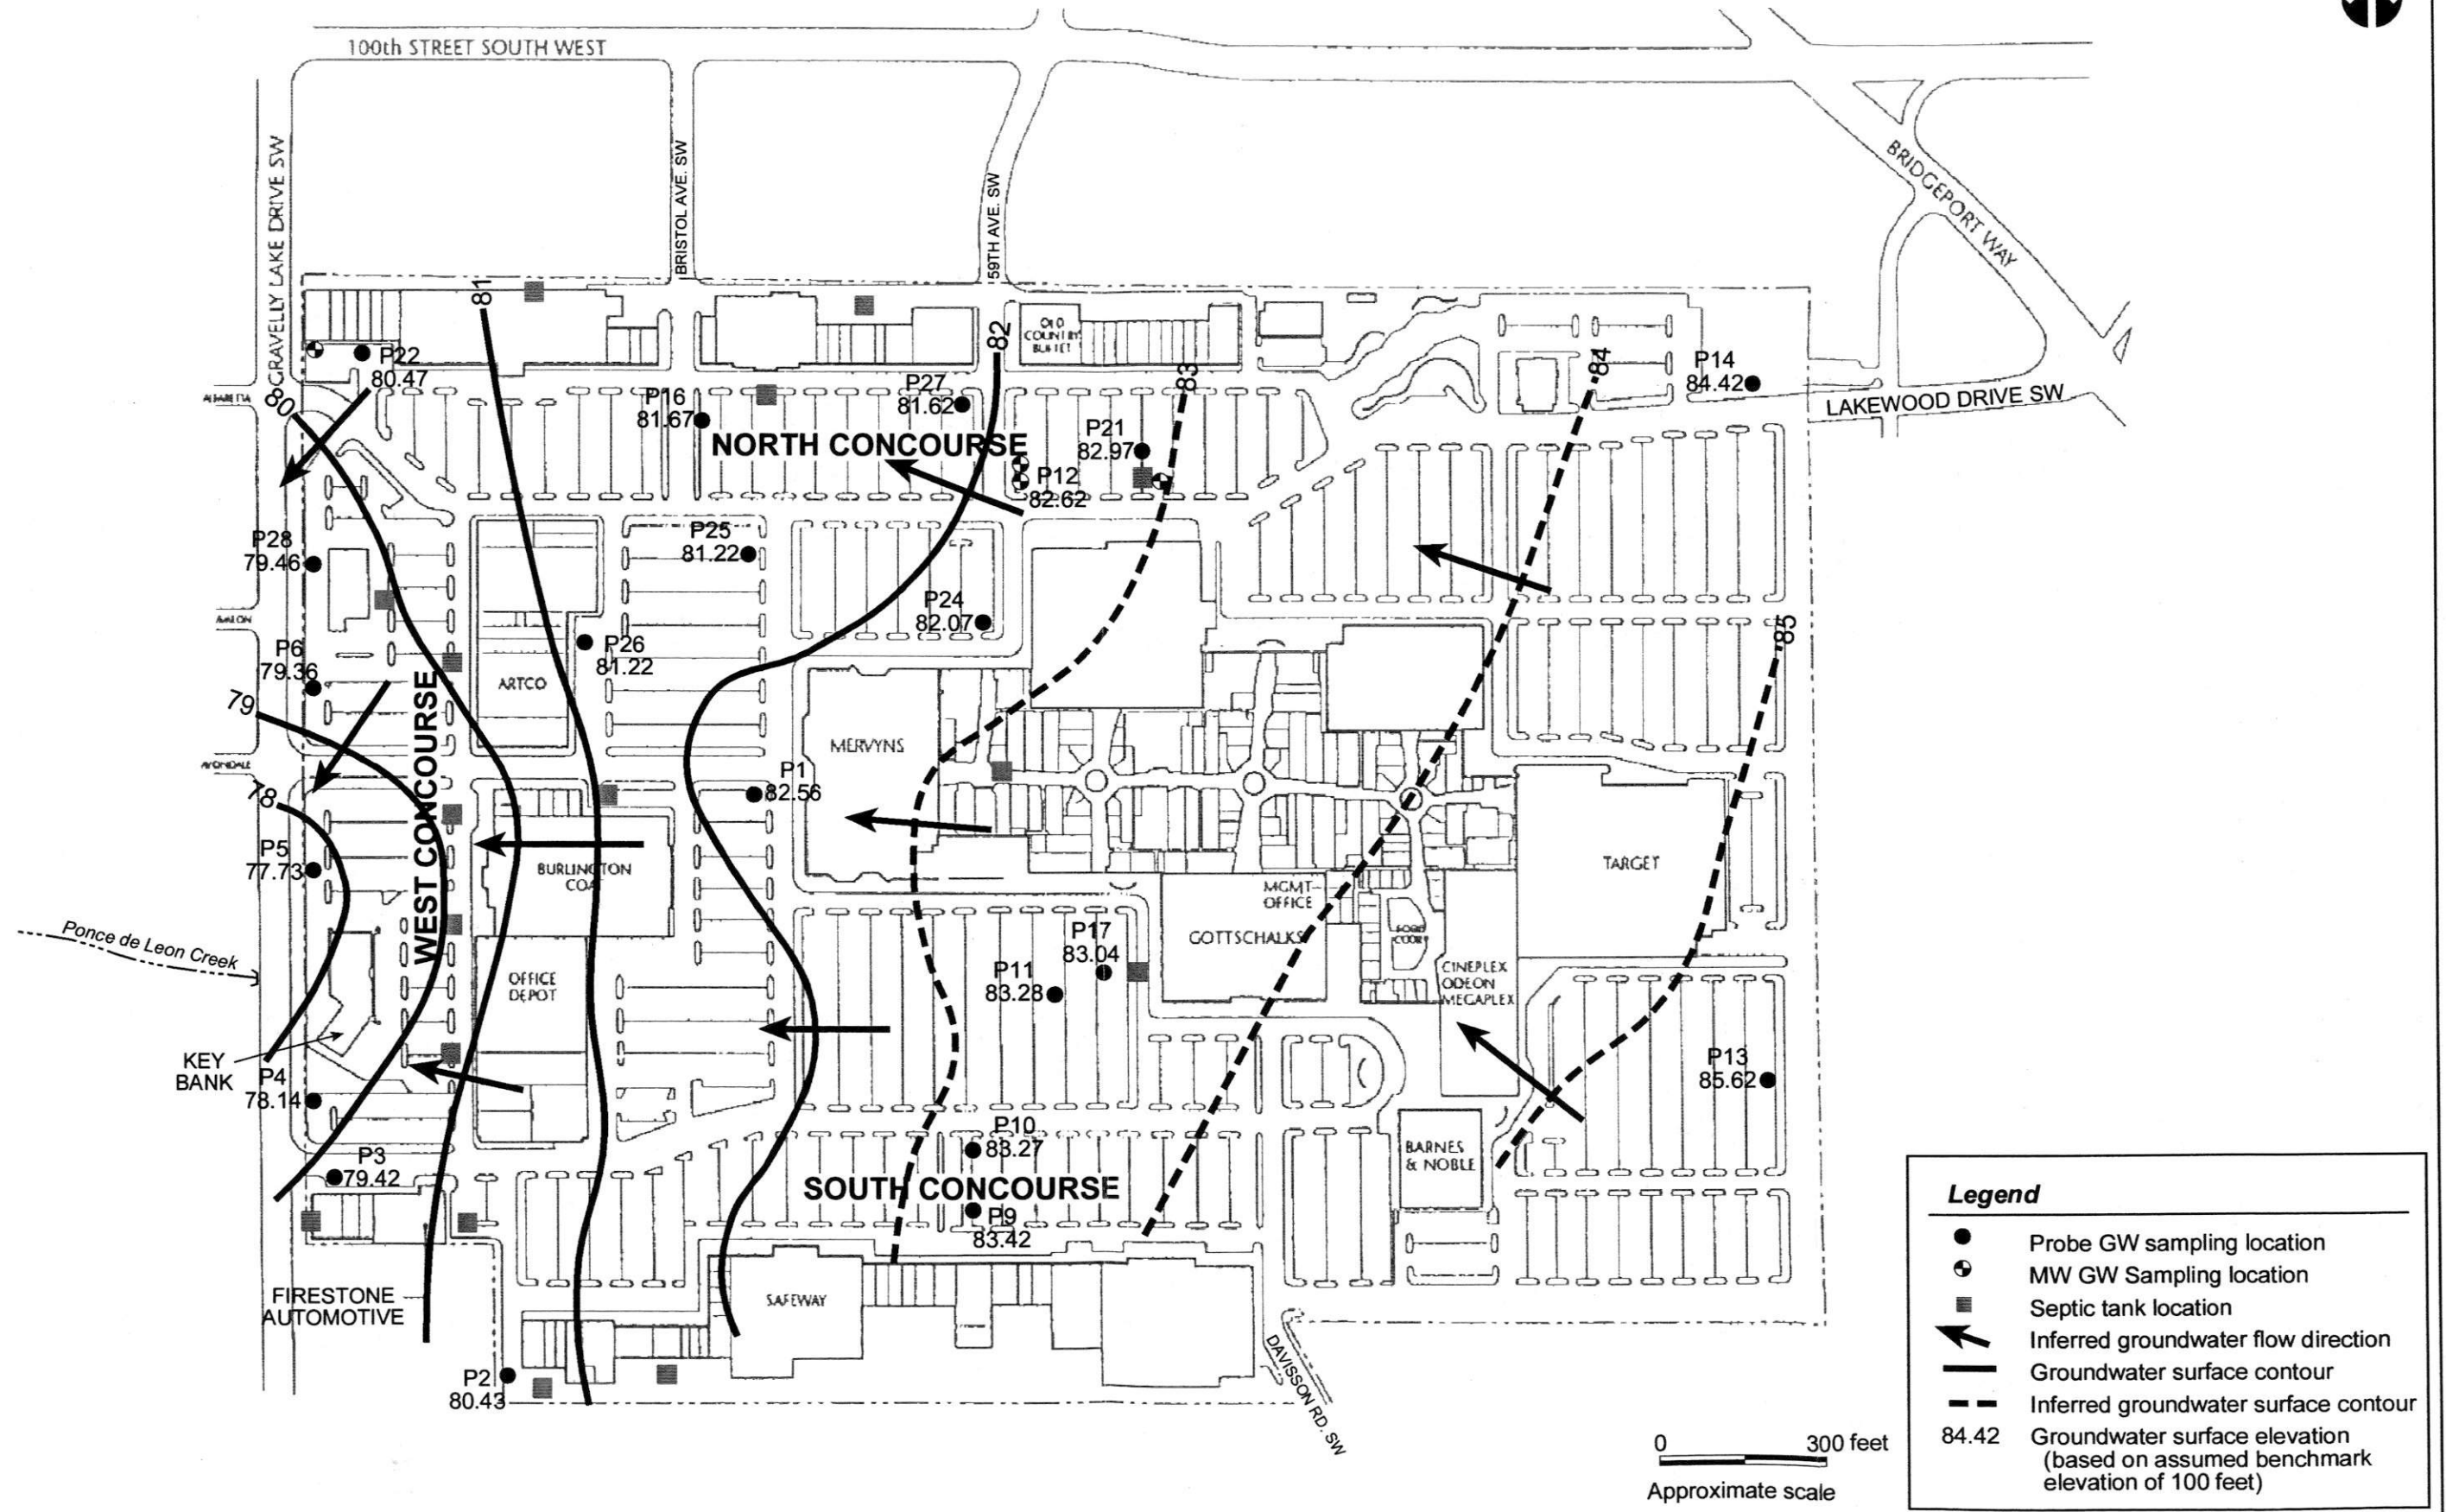 100th STREET SOUTH WEST
GRAVELLY LAKE DRIVE SW
BRISTOL AVE. SW
59TH AVE. SW
BRIDGEPORT WAY
LAKEWOOD DRIVE SW
81
82
OLD
COUNTRY
BUFFET
83
84
P14
84.42
P22
80.47
80
P16
81.67
P27
81.62
NORTH CONCOURSE
P21
82.97
P12
82.62
P28
79.46
P25
81.22
AVALON
P24
82.07
85
P6
79.36
P26
81.22
ARTCO
79
WEST CONCOURSE
MERVYNS
AVONDALE
78
P1
82.56
P5
77.73
BURLINGTON
COAT
TARGET
MGMT
OFFICE
GOTTSCHALKS
FOOD
COURT
Ponce de Leon Creek
P17
83.04
P11
83.28
OFFICE
DEPOT
CINEPLEX
ODEON
MEGAPLEX
KEY
BANK
P4
78.14
P13
85.62
P10
83.27
BARNES
& NOBLE
P3
79.42
SOUTH CONCOURSE
P9
83.42
FIRESTONE
AUTOMOTIVE
SAFEWAY
P2
80.43
DAVISSON RD. SW
0 300 feet
Approximate scale
Legend
Probe GW sampling location
MW GW Sampling location
Septic tank location
Inferred groundwater flow direction
Groundwater surface contour
Inferred groundwater surface contour
84.42 Groundwater surface elevation
(based on assumed benchmark
elevation of 100 feet)